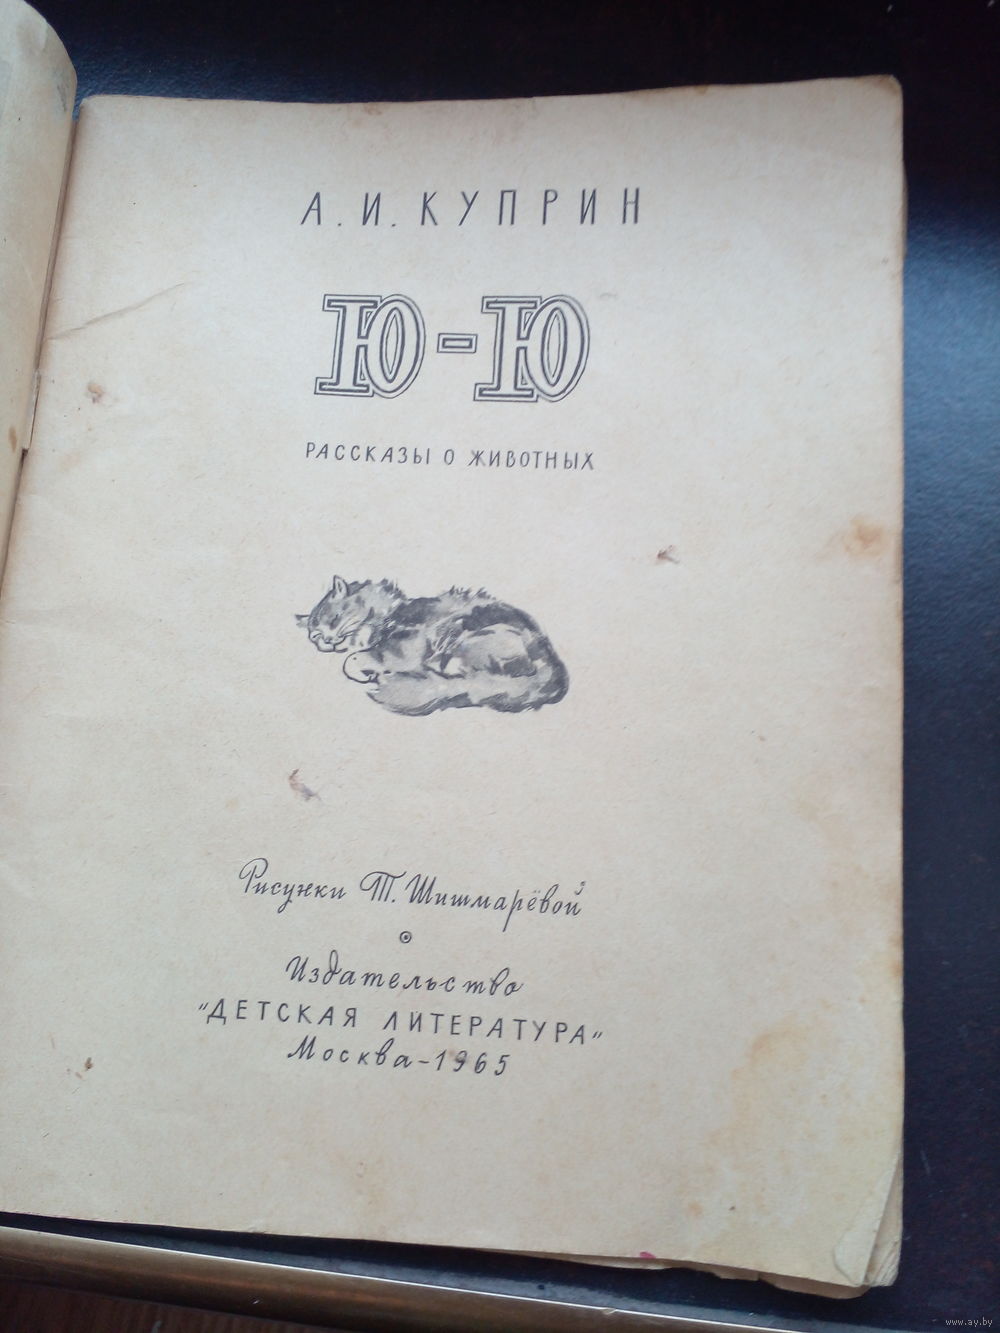 А. И. КУПРИН
Ю-Ю
РАССКАЗЫ О ЖИВОТНЫХ
Рисунки Т. Шишмарёвой
Издательство
"ДЕТСКАЯ ЛИТЕРАТУРА"
Москва-1965
www.ay.by